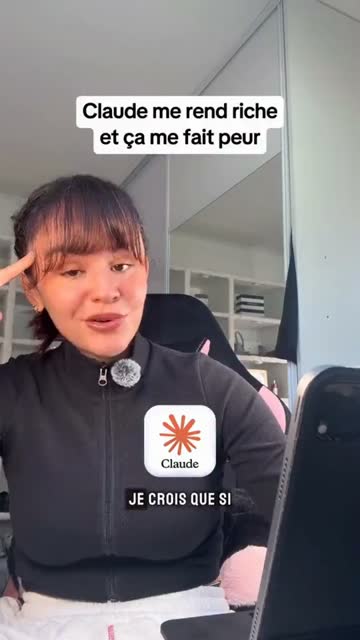 Claude me rend riche
et ça me fait peur
Claude
JE CROIS QUE SI